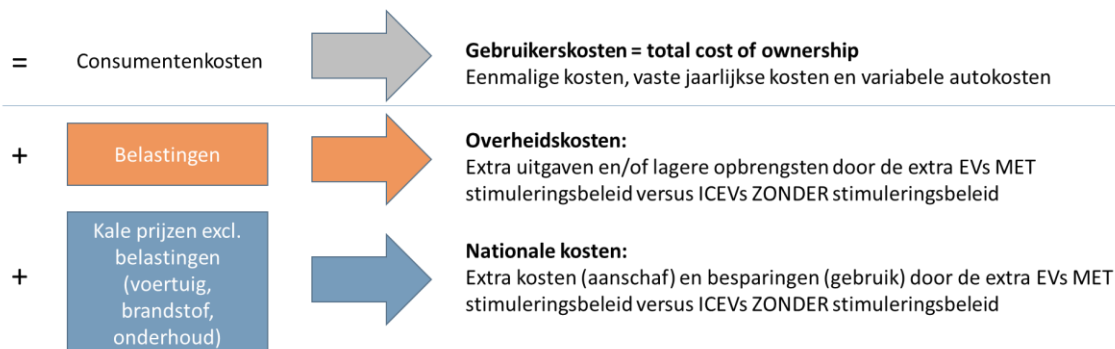 = Consumentenkosten
Gebruikerskosten = total cost of ownership
Eenmalige kosten, vaste jaarlijkse kosten en variabele autokosten
+ Belastingen
Overheidskosten:
Extra uitgaven en/of lagere opbrengsten door de extra EVs MET
stimuleringsbeleid versus ICEVs ZONDER stimuleringsbeleid
+
Kale prijzen excl.
belastingen
(voertuig,
brandstof,
onderhoud)
Nationale kosten:
Extra kosten (aanschaf) en besparingen (gebruik) door de extra EVs MET
stimuleringsbeleid versus ICEVs ZONDER stimuleringsbeleid